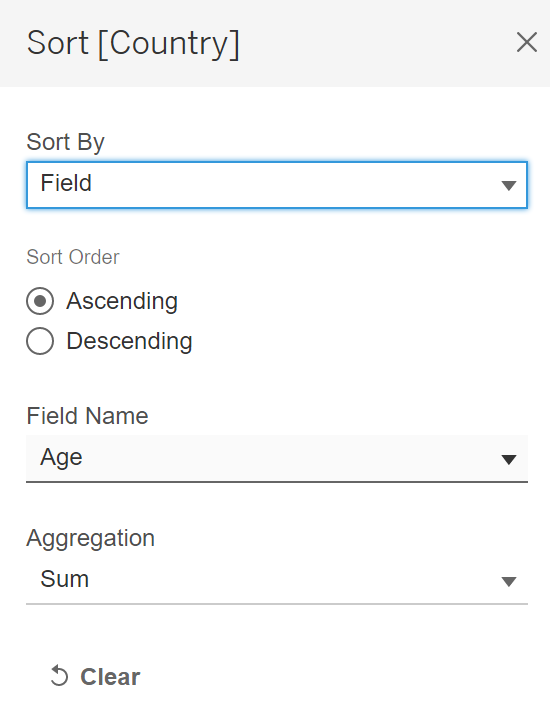 Sort [Country]
Sort By
Field
Sort Order
Ascending
Descending
Field Name
Age
Aggregation
Sum
Clear